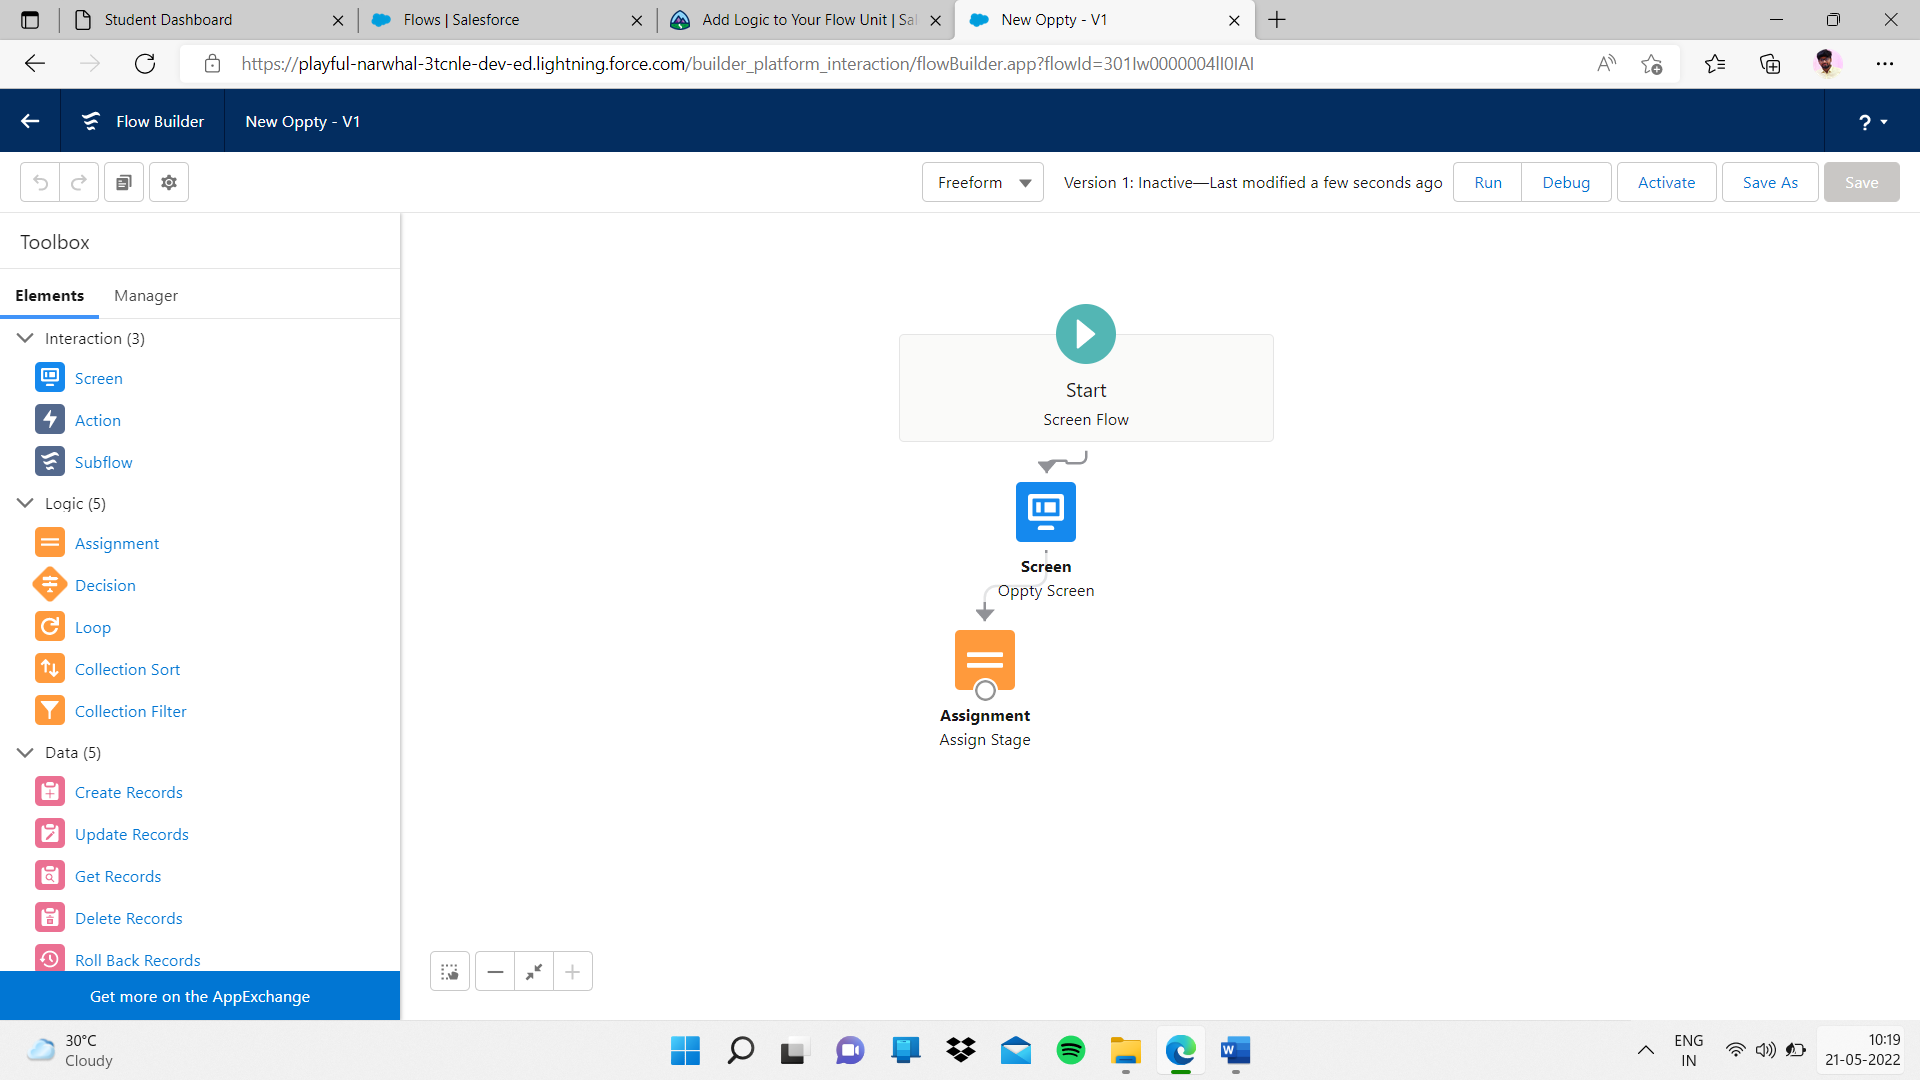 Student Dashboard
Flows | Salesforce
Add Logic to Your Flow Unit | Sal
New Oppty - V1
https://playful-narwhal-3tcnle-dev-ed.lightning.force.com/builder_platform_interaction/flowBuilder.app?flowId=301Iw0000004lI0IAI
Flow Builder
New Oppty - V1
?
Freeform
Version 1: Inactive—Last modified a few seconds ago
Run
Debug
Activate
Save As
Save
Toolbox
Elements
Manager
Interaction (3)
Screen
Action
Subflow
Logic (5)
Assignment
Decision
Loop
Collection Sort
Collection Filter
Data (5)
Create Records
Update Records
Get Records
Delete Records
Roll Back Records
Get more on the AppExchange
Start
Screen Flow
Screen
Oppty Screen
Assignment
Assign Stage
30°C
Cloudy
ENG
IN
10:19
21-05-2022